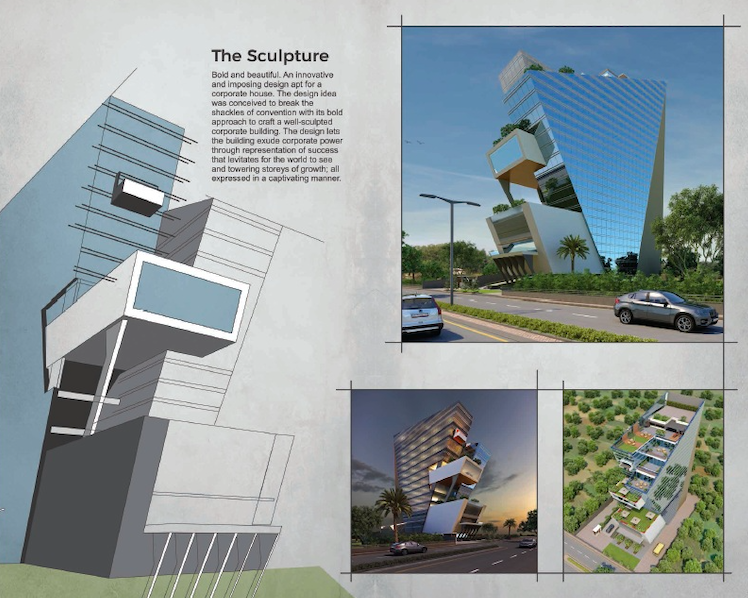 The Sculpture
Bold and beautiful. An innovative
and imposing design apt for a
corporate house. The design idea
was conceived to break the
shackles of convention with its bold
approach to craft a well-sculpted
corporate building. The design lets
the building exude corporate power
through representation of success
that levitates for the world to see
and towering storeys of growth; all
expressed in a captivating manner.